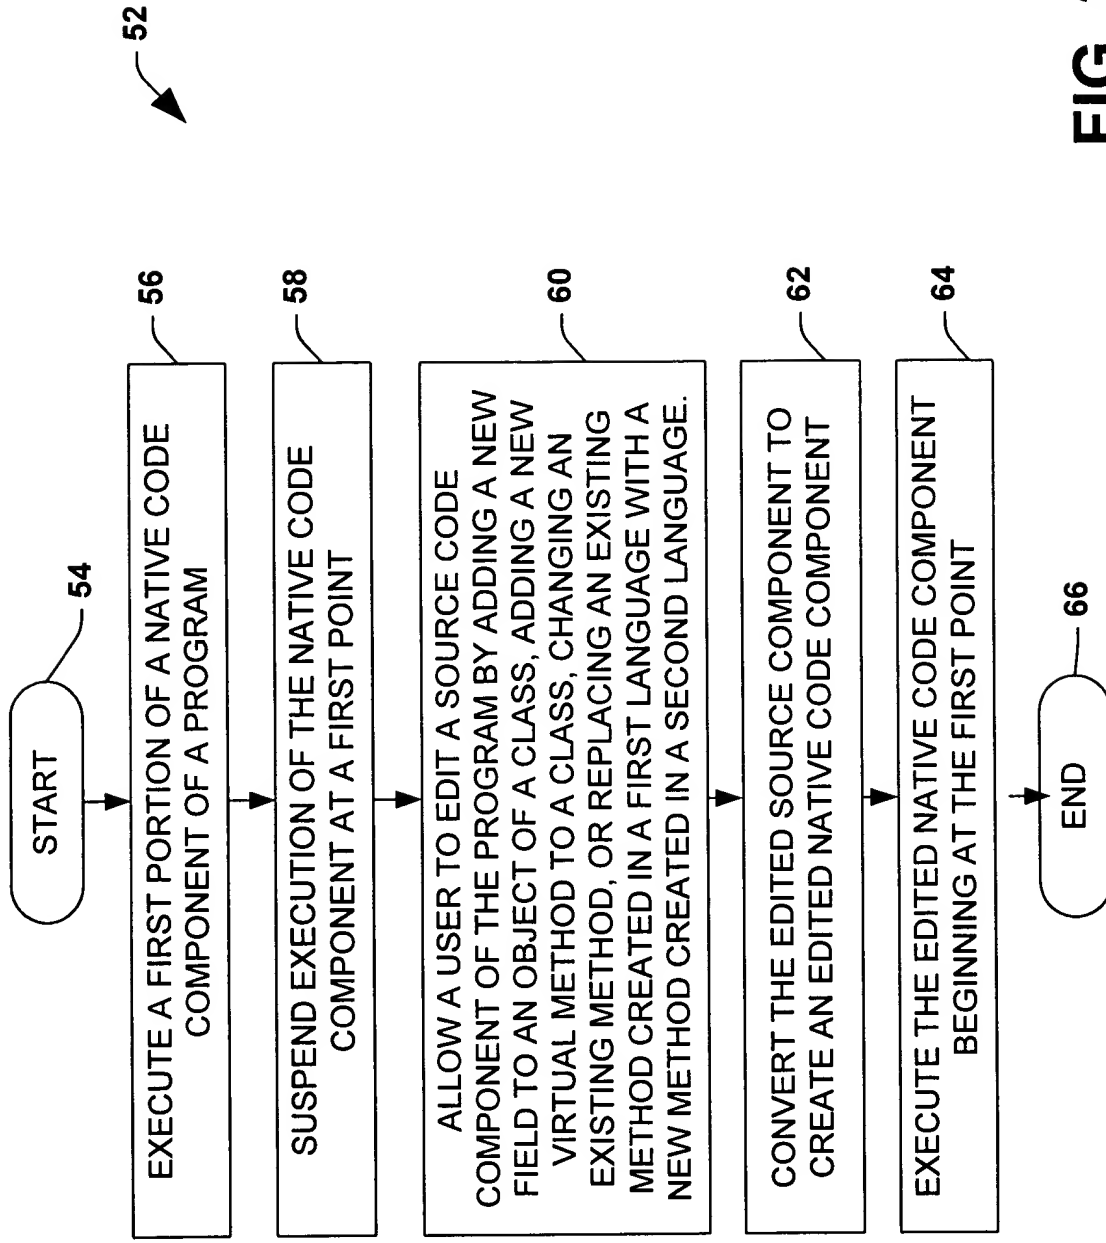 52
START
54
EXECUTE A FIRST PORTION OF A NATIVE CODE
COMPONENT OF A PROGRAM
56
SUSPEND EXECUTION OF THE NATIVE CODE
COMPONENT AT A FIRST POINT
58
ALLOW A USER TO EDIT A SOURCE CODE
COMPONENT OF THE PROGRAM BY ADDING A NEW
FIELD TO AN OBJECT OF A CLASS, ADDING A NEW
VIRTUAL METHOD TO A CLASS, CHANGING AN
EXISTING METHOD, OR REPLACING AN EXISTING
METHOD CREATED IN A FIRST LANGUAGE WITH A
NEW METHOD CREATED IN A SECOND LANGUAGE.
60
CONVERT THE EDITED SOURCE COMPONENT TO
CREATE AN EDITED NATIVE CODE COMPONENT
62
EXECUTE THE EDITED NATIVE CODE COMPONENT
BEGINNING AT THE FIRST POINT
64
END
66
FIG